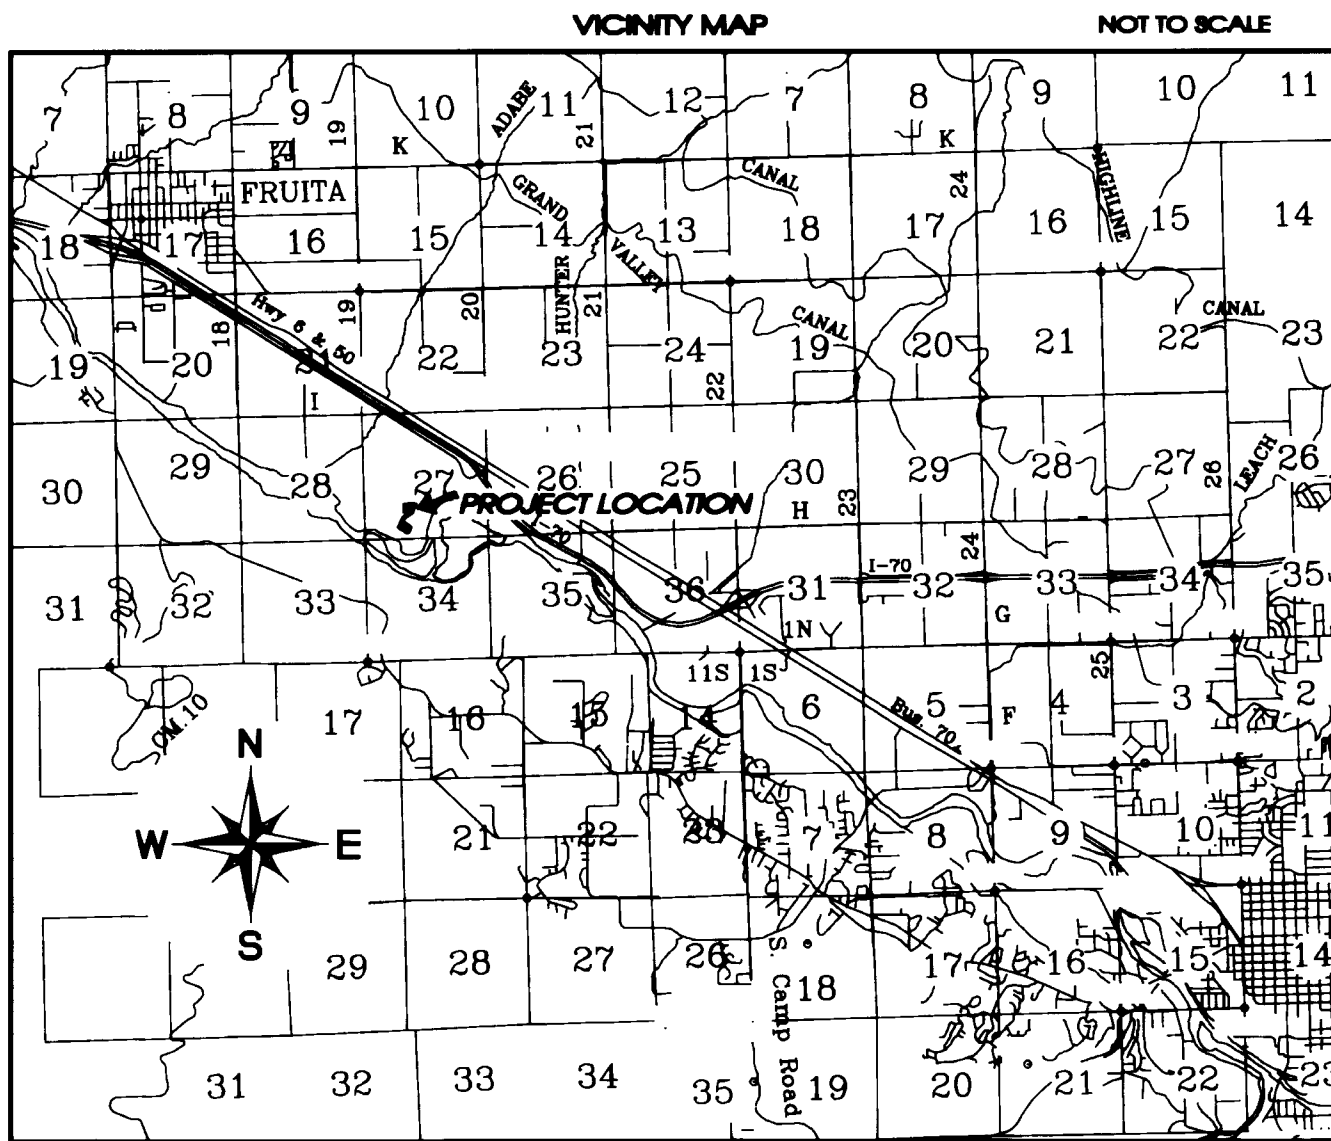 VICINITY MAP NOT TO SCALE
7 8 9 10 11 12 7 8 9 10 11
19 K ADABE 21 K
FRUITA GRAND CANAL 24 HIGHLINE
18 17 16 15 14 13 18 17 16 15 14
HUNTER VALLEY
Hwy 6 & 50 19 20 21 CANAL CANAL
18
19 20 22 23 24 19 20 21 22 23
I 22
30 29 28 27 26 25 30 29 28 27 26 LEACH
26
PROJECT LOCATION H 23
70 24
I-70
31 32 33 34 35 36 31 32 33 34 35
1N G
11S 1S 25
M.10 17 16 15 14 6 5 4 3 2
Bus. 70 F
N
W E
S
21 22 23 7 8 9 10 11
29 28 27 26 18 17 16 15 14
S. Camp Road
31 32 33 34 35 19 20 21 22 23